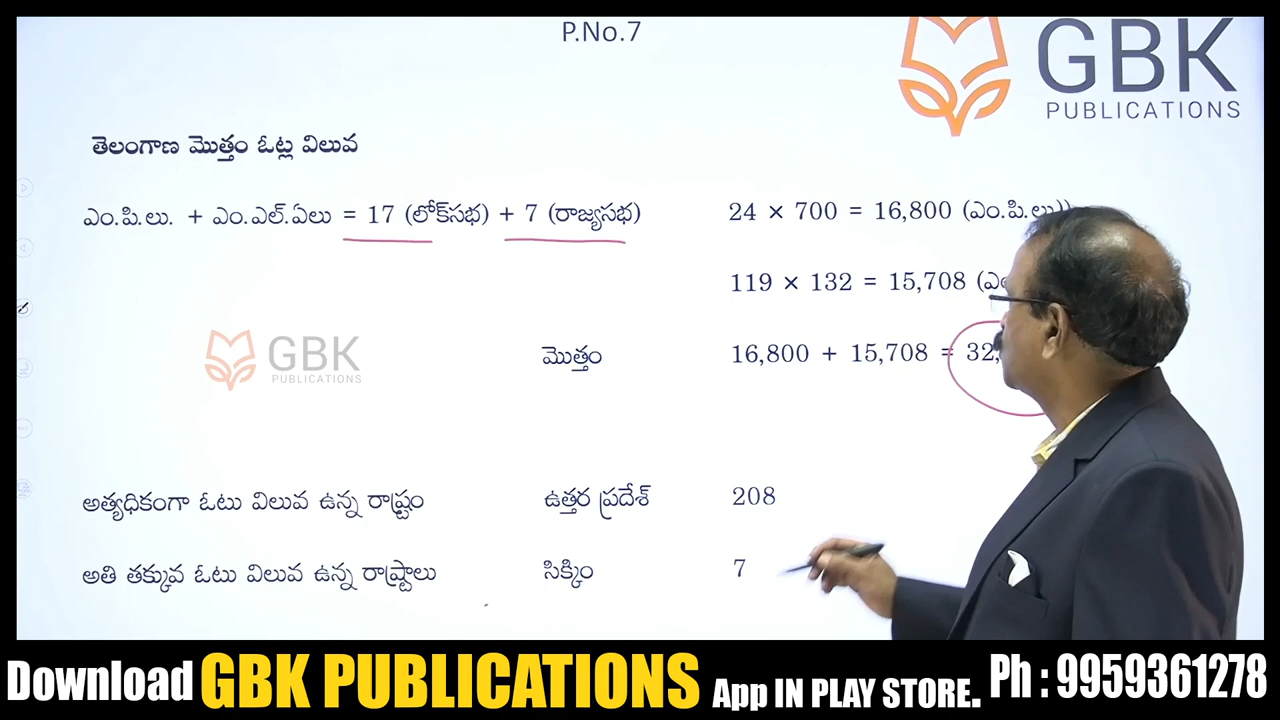 P.No.7
GBK
PUBLICATIONS
తెలంగాణ మొత్తం ఓట్ల విలువ
ఎం.పి.లు. + ఎం.ఎల్.ఏలు = 17 (లోక్‌సభ) + 7 (రాజ్యసభ) 24 × 700 = 16,800 (ఎం.పి.లు))
119 × 132 = 15,708
GBK
PUBLICATIONS
మొత్తం 16,800 + 15,708 =
అత్యధికంగా ఓటు విలువ ఉన్న రాష్ట్రం ఉత్తర ప్రదేశ్ 208
అతి తక్కువ ఓటు విలువ ఉన్న రాష్ట్రాలు సిక్కిం 7
Download GBK PUBLICATIONS App IN PLAY STORE. Ph : 9959361278